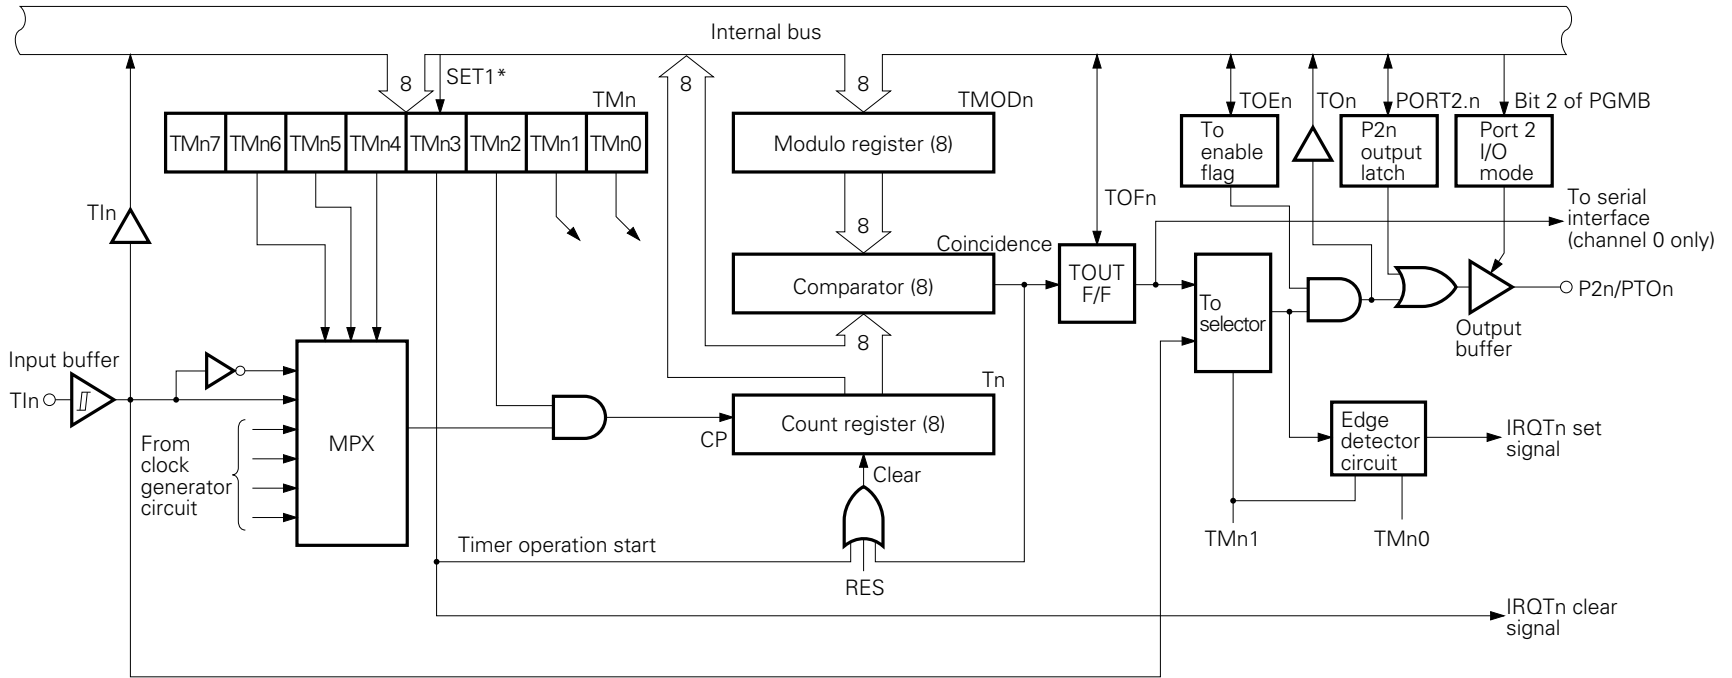 Internal bus
8
SET1*
8
8
TMn
TMODn
TOEn
TOn
PORT2.n
Bit 2 of PGMB
TMn7
TMn6
TMn5
TMn4
TMn3
TMn2
TMn1
TMn0
Modulo register (8)
To
enable
flag
P2n
output
latch
Port 2
I/O
mode
TIn
TOFn
To serial
interface
(channel 0 only)
8
Coincidence
Comparator (8)
TOUT
F/F
To
selector
P2n/PTOn
Output
buffer
8
Input buffer
TIn
MPX
From
clock
generator
circuit
Tn
Count register (8)
CP
Clear
Edge
detector
circuit
IRQTn set
signal
TMn1
TMn0
Timer operation start
RES
IRQTn clear
signal